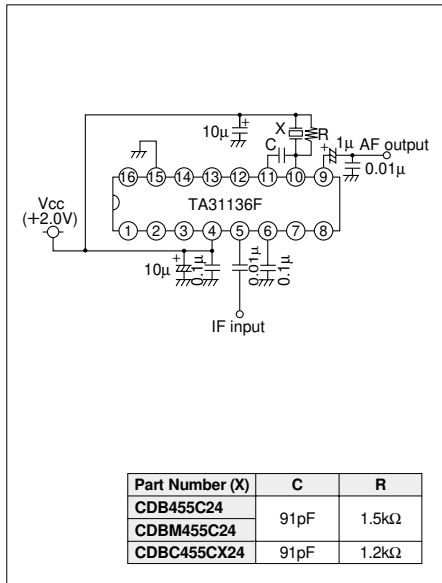 X
R
10µ
+
C
+
1µ
AF output
0.01µ
16 15 14 13 12 11 10 9
TA31136F
Vcc
(+2.0V)
1 2 3 4 5 6 7 8
10µ
+
0.1µ
0.01µ
0.1µ
IF input
Part Number (X) C R
CDB455C24
CDBM455C24
91pF 1.5kΩ
CDBC455CX24 91pF 1.2kΩ